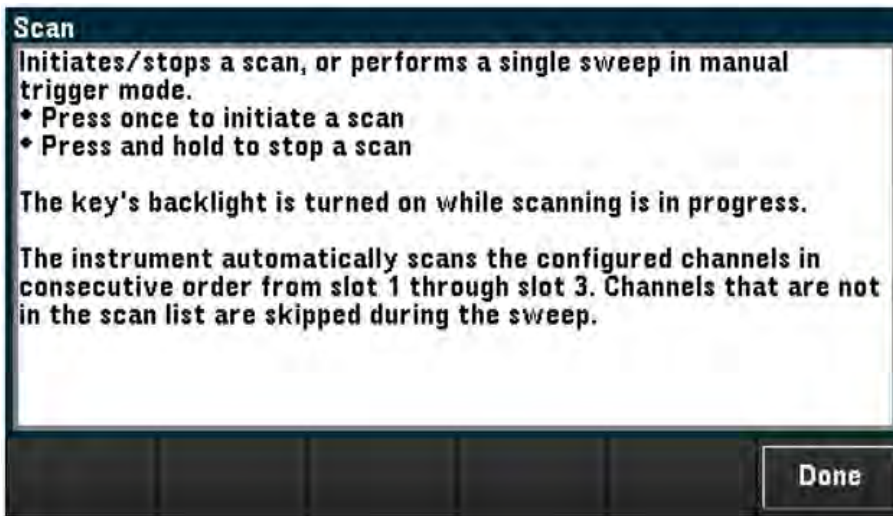 Scan
Initiates/stops a scan, or performs a single sweep in manual
trigger mode.
• Press once to initiate a scan
• Press and hold to stop a scan
The key's backlight is turned on while scanning is in progress.
The instrument automatically scans the configured channels in
consecutive order from slot 1 through slot 3. Channels that are not
in the scan list are skipped during the sweep.
Done